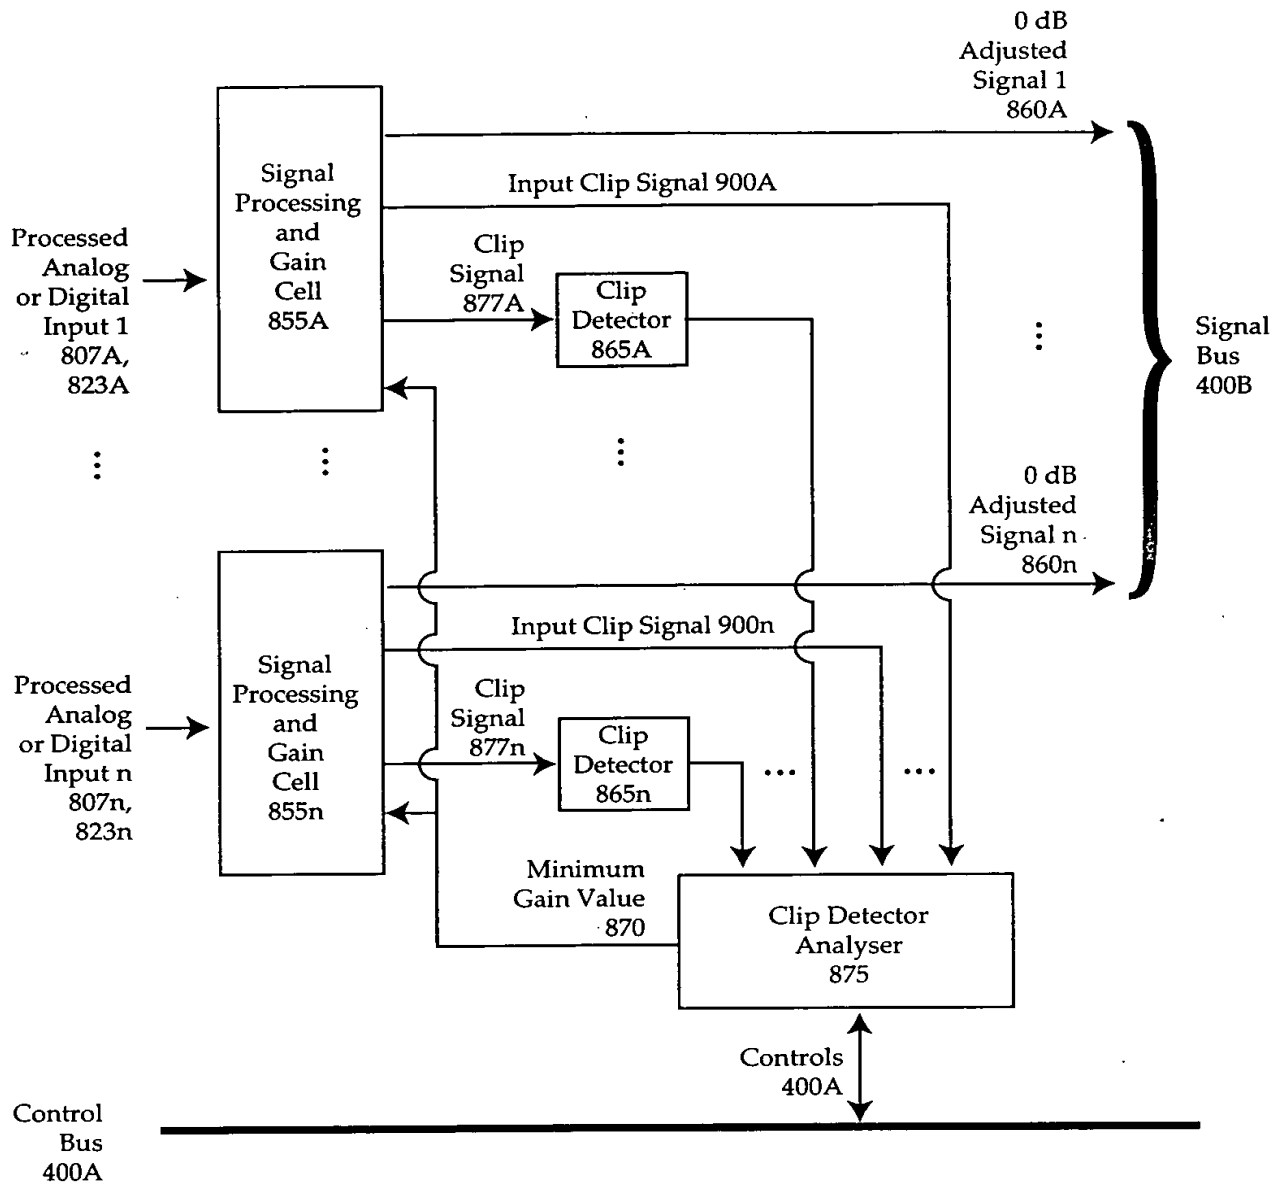 0 dB
Adjusted
Signal 1
860A
Signal
Processing
and
Gain
Cell
855A
Input Clip Signal 900A
Processed
Analog
or Digital
Input 1
807A,
823A
Clip
Signal
877A
Clip
Detector
865A
Signal
Bus
400B
0 dB
Adjusted
Signal n
860n
Input Clip Signal 900n
Signal
Processing
and
Gain
Cell
855n
Processed
Analog
or Digital
Input n
807n,
823n
Clip
Signal
877n
Clip
Detector
865n
Minimum
Gain Value
870
Clip Detector
Analyser
875
Controls
400A
Control
Bus
400A